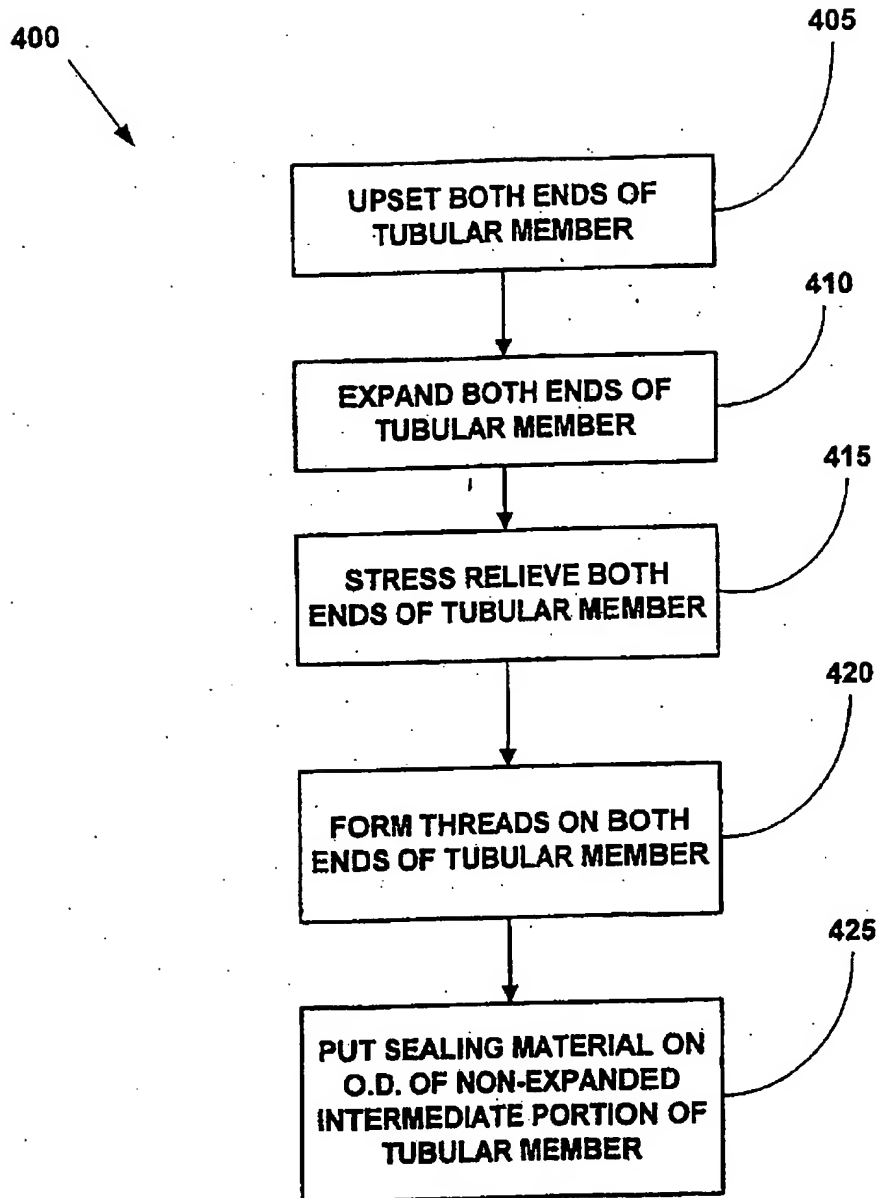 400
405
UPSET BOTH ENDS OF
TUBULAR MEMBER
410
EXPAND BOTH ENDS OF
TUBULAR MEMBER
415
STRESS RELIEVE BOTH
ENDS OF TUBULAR MEMBER
420
FORM THREADS ON BOTH
ENDS OF TUBULAR MEMBER
425
PUT SEALING MATERIAL ON
O.D. OF NON-EXPANDED
INTERMEDIATE PORTION OF
TUBULAR MEMBER